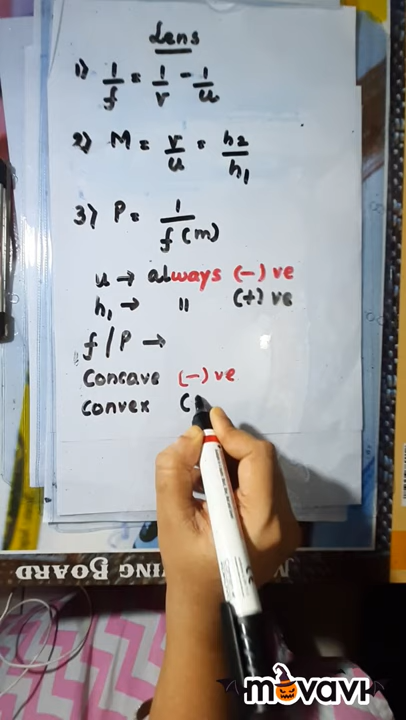 Lens
1) 1/f = 1/v - 1/u
2) M = v/u = h2/h1
3) P = 1/f(m)
u → always (-) ve
h1 → " (+) ve
f/P →
Concave (-) ve
Convex (
NG BOARD
movavi